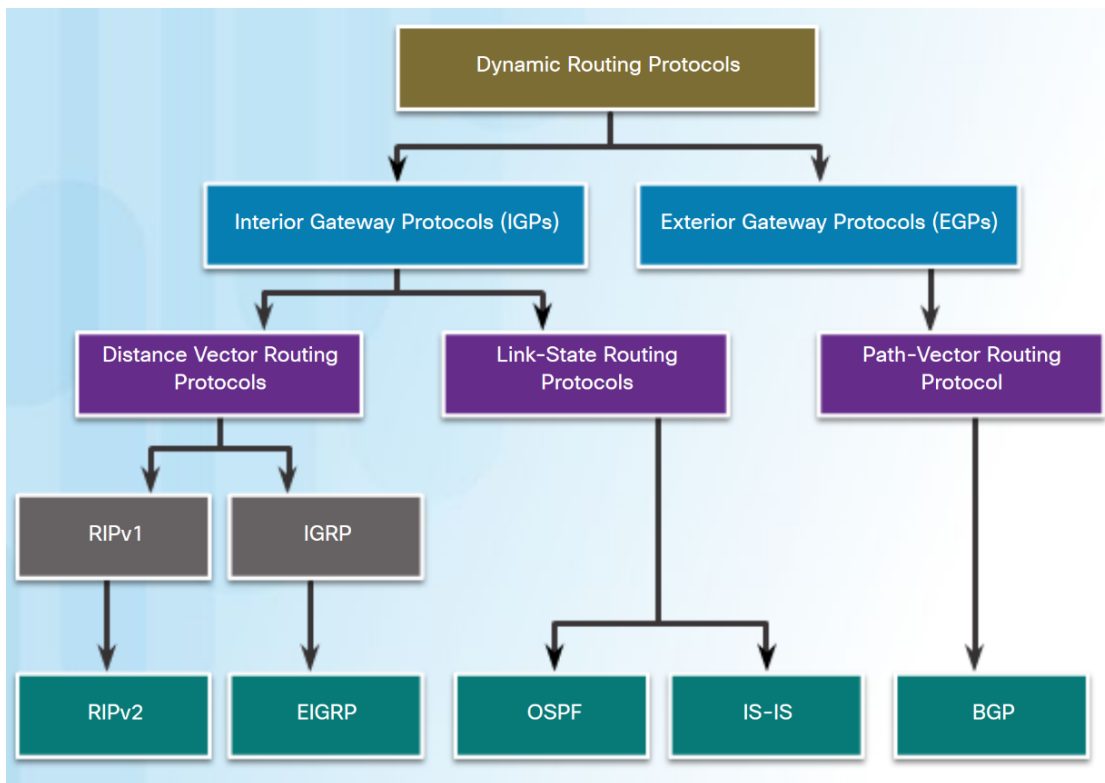 Dynamic Routing Protocols
Interior Gateway Protocols (IGPs)
Exterior Gateway Protocols (EGPs)
Distance Vector Routing
Protocols
Link-State Routing
Protocols
Path-Vector Routing
Protocol
RIPv1
IGRP
RIPv2
EIGRP
OSPF
IS-IS
BGP